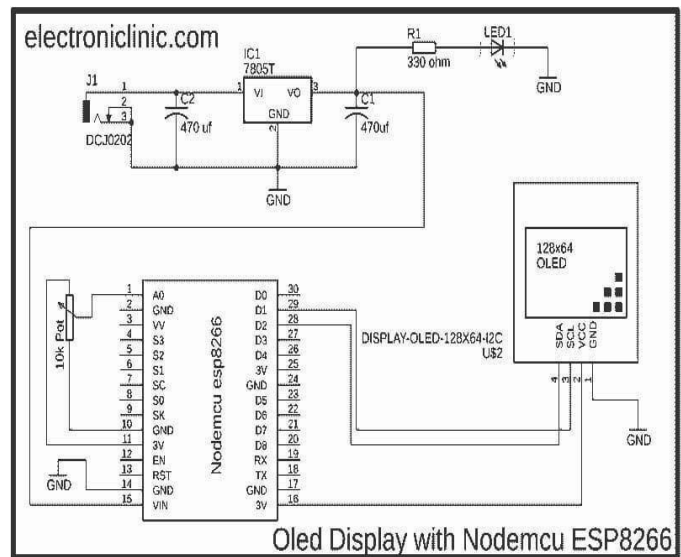 electroniclinic.com
IC1
7805T
R1
330 ohm
LED1
GND
J1
1
2
3
DCJ0202
C2
470 uf
1
VI
VO
3
GND
2
C1
470uf
GND
128x64
OLED
DISPLAY-OLED-128X64-I2C
U$2
SDA
SCL
VCC
GND
4
3
2
1
GND
10k Pot
Nodemcu esp8266
1 A0 D0 30
2 GND D1 29
3 VV D2 28
4 S3 D3 27
5 S2 D4 26
6 S1 3V 25
7 SC GND 24
8 S0 D5 23
9 SK D6 22
10 GND D7 21
11 3V D8 20
12 EN RX 19
13 RST TX 18
14 GND GND 17
15 VIN 3V 16
GND
Oled Display with Nodemcu ESP8266